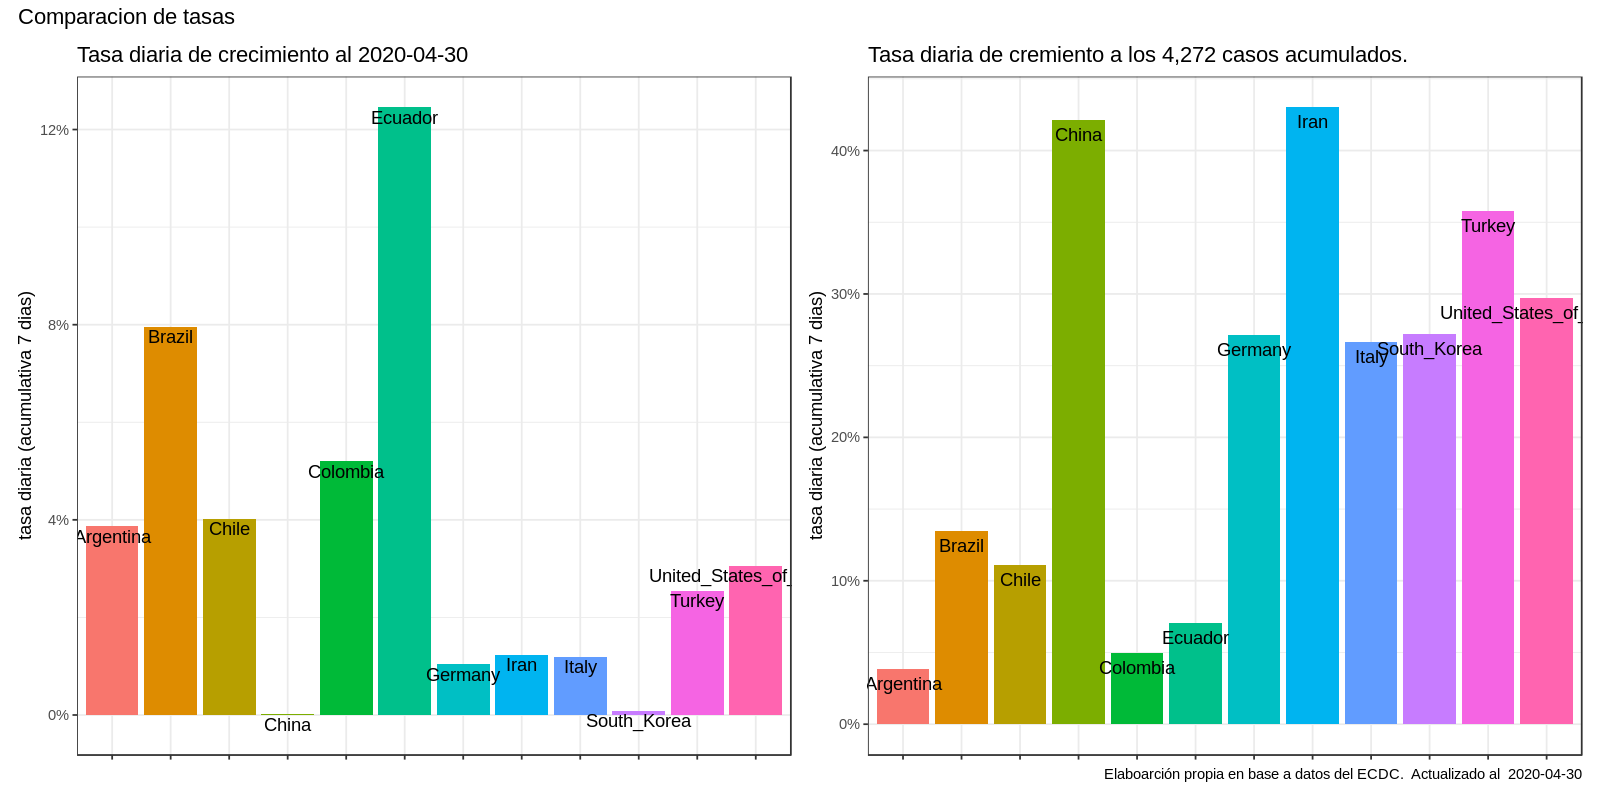 Comparacion de tasas
Tasa diaria de crecimiento al 2020-04-30
tasa diaria (acumulativa 7 dias)
12%
8%
4%
0%
Argentina
Brazil
Chile
China
Colombia
Ecuador
Germany
Iran
Italy
South_Korea
Turkey
United_States_of_
Tasa diaria de cremiento a los 4,272 casos acumulados.
tasa diaria (acumulativa 7 dias)
40%
30%
20%
10%
0%
Argentina
Brazil
Chile
China
Colombia
Ecuador
Germany
Iran
Italy
South_Korea
Turkey
United_States_of_
Elaboarción propia en base a datos del ECDC.  Actualizado al  2020-04-30